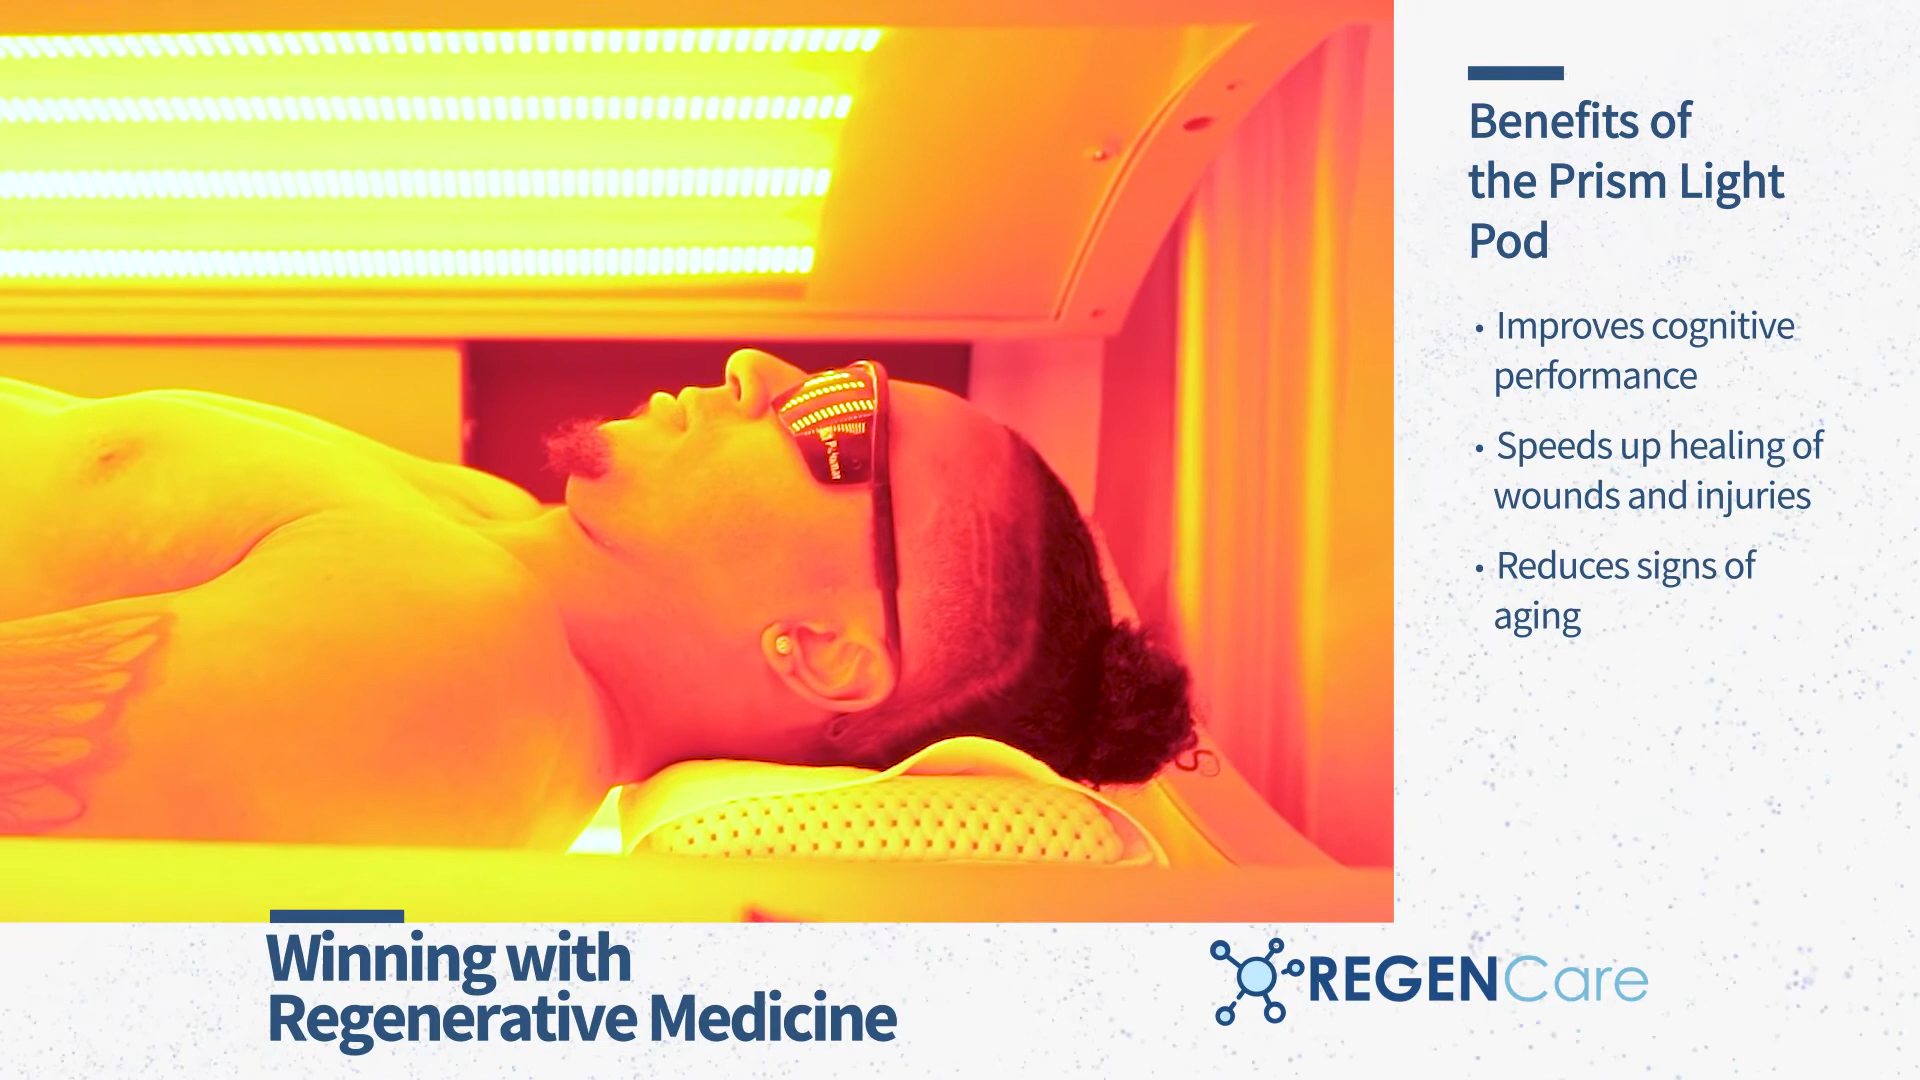 Benefits of
the Prism Light
Pod
• Improves cognitive
performance
• Speeds up healing of
wounds and injuries
• Reduces signs of
aging
Winning with
Regenerative Medicine
REGENCare